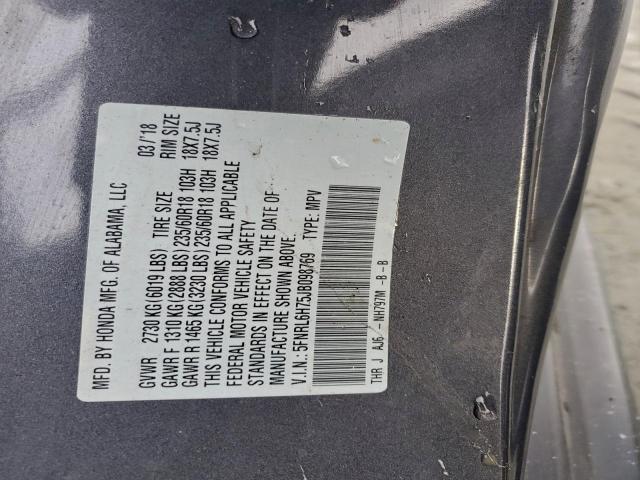 MFD. BY HONDA MFG. OF ALABAMA, LLC 03/'18
GVWR 2730 KG (6019 LBS) TIRE SIZE RIM SIZE
GAWR F 1310 KG (2888 LBS) 235/60R18 103H 18X7.5J
GAWR R 1465 KG (3230 LBS) 235/60R18 103H 18X7.5J
THIS VEHICLE CONFORMS TO ALL APPLICABLE
FEDERAL MOTOR VEHICLE SAFETY
STANDARDS IN EFFECT ON THE DATE OF
MANUFACTURE SHOWN ABOVE.
V.I.N.: 5FNRL6H75JB098769 TYPE: MPV
THR J AJ6 - NH797M -B -B